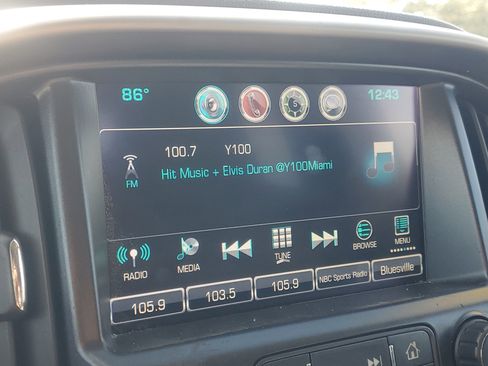 86° 12:43
100.7 Y100
FM Hit Music + Elvis Duran @Y100Miami
RADIO MEDIA TUNE BROWSE MENU
105.9 103.5 105.9 NBC Sports Radio Bluesville